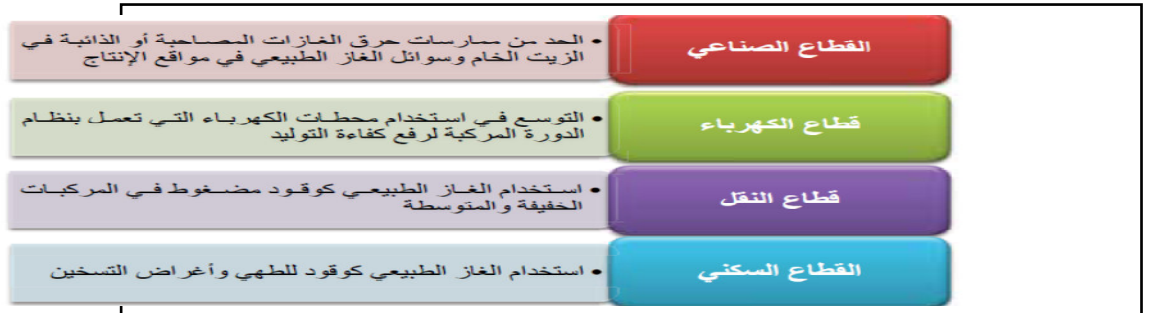 القطاع الصناعي
• الحد من ممارسات حرق الغازات المصاحبة أو الذائبة في
الزيت الخام وسوائل الغاز الطبيعي في مواقع الإنتاج
قطاع الكهرباء
• التوسع في استخدام محطات الكهرباء التي تعمل بنظام
الدورة المركبة لرفع كفاءة التوليد
قطاع النقل
• استخدام الغاز الطبيعي كوقود مضغوط في المركبات
الخفيفة والمتوسطة
القطاع السكني
• استخدام الغاز الطبيعي كوقود للطهي وأغراض التسخين